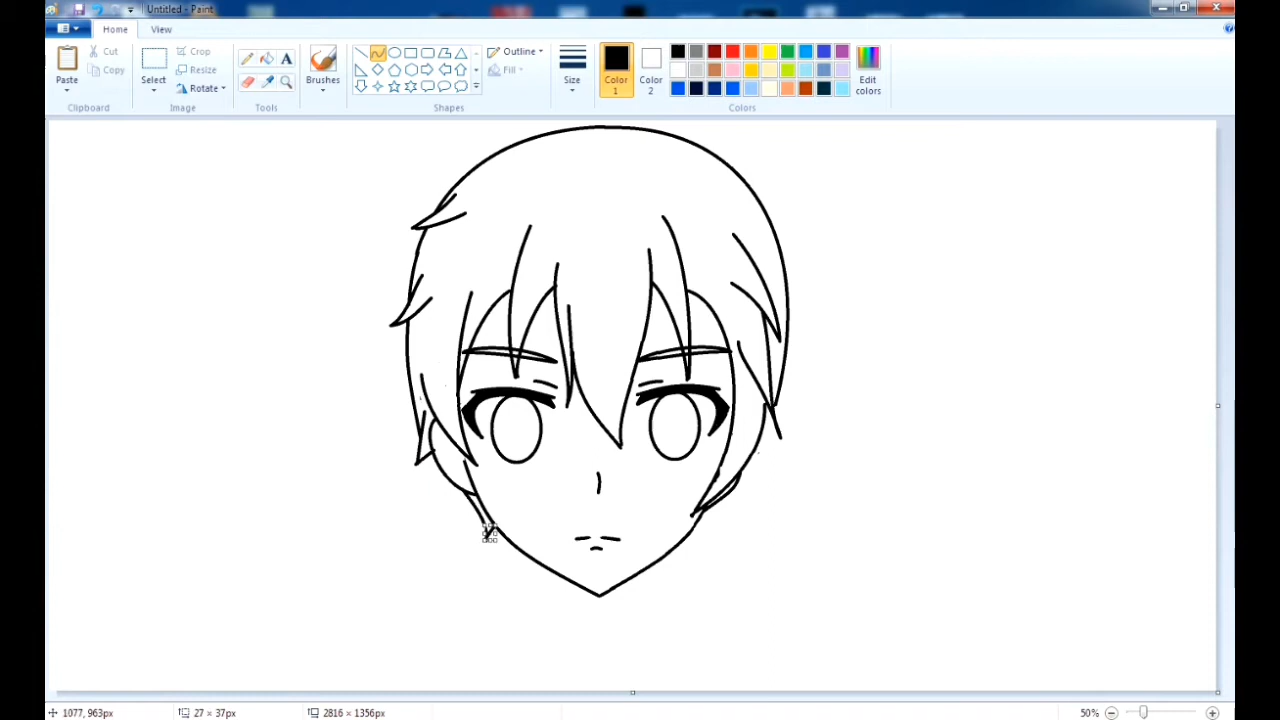 Untitled - Paint
Home View
Paste
Cut
Copy
Clipboard
Select
Crop
Resize
Rotate
Image
A
Tools
Brushes
Outline
Fill
Shapes
Size
Color 1
Color 2
Edit colors
Colors
1077, 963px 27 × 37px 2816 × 1356px 50%